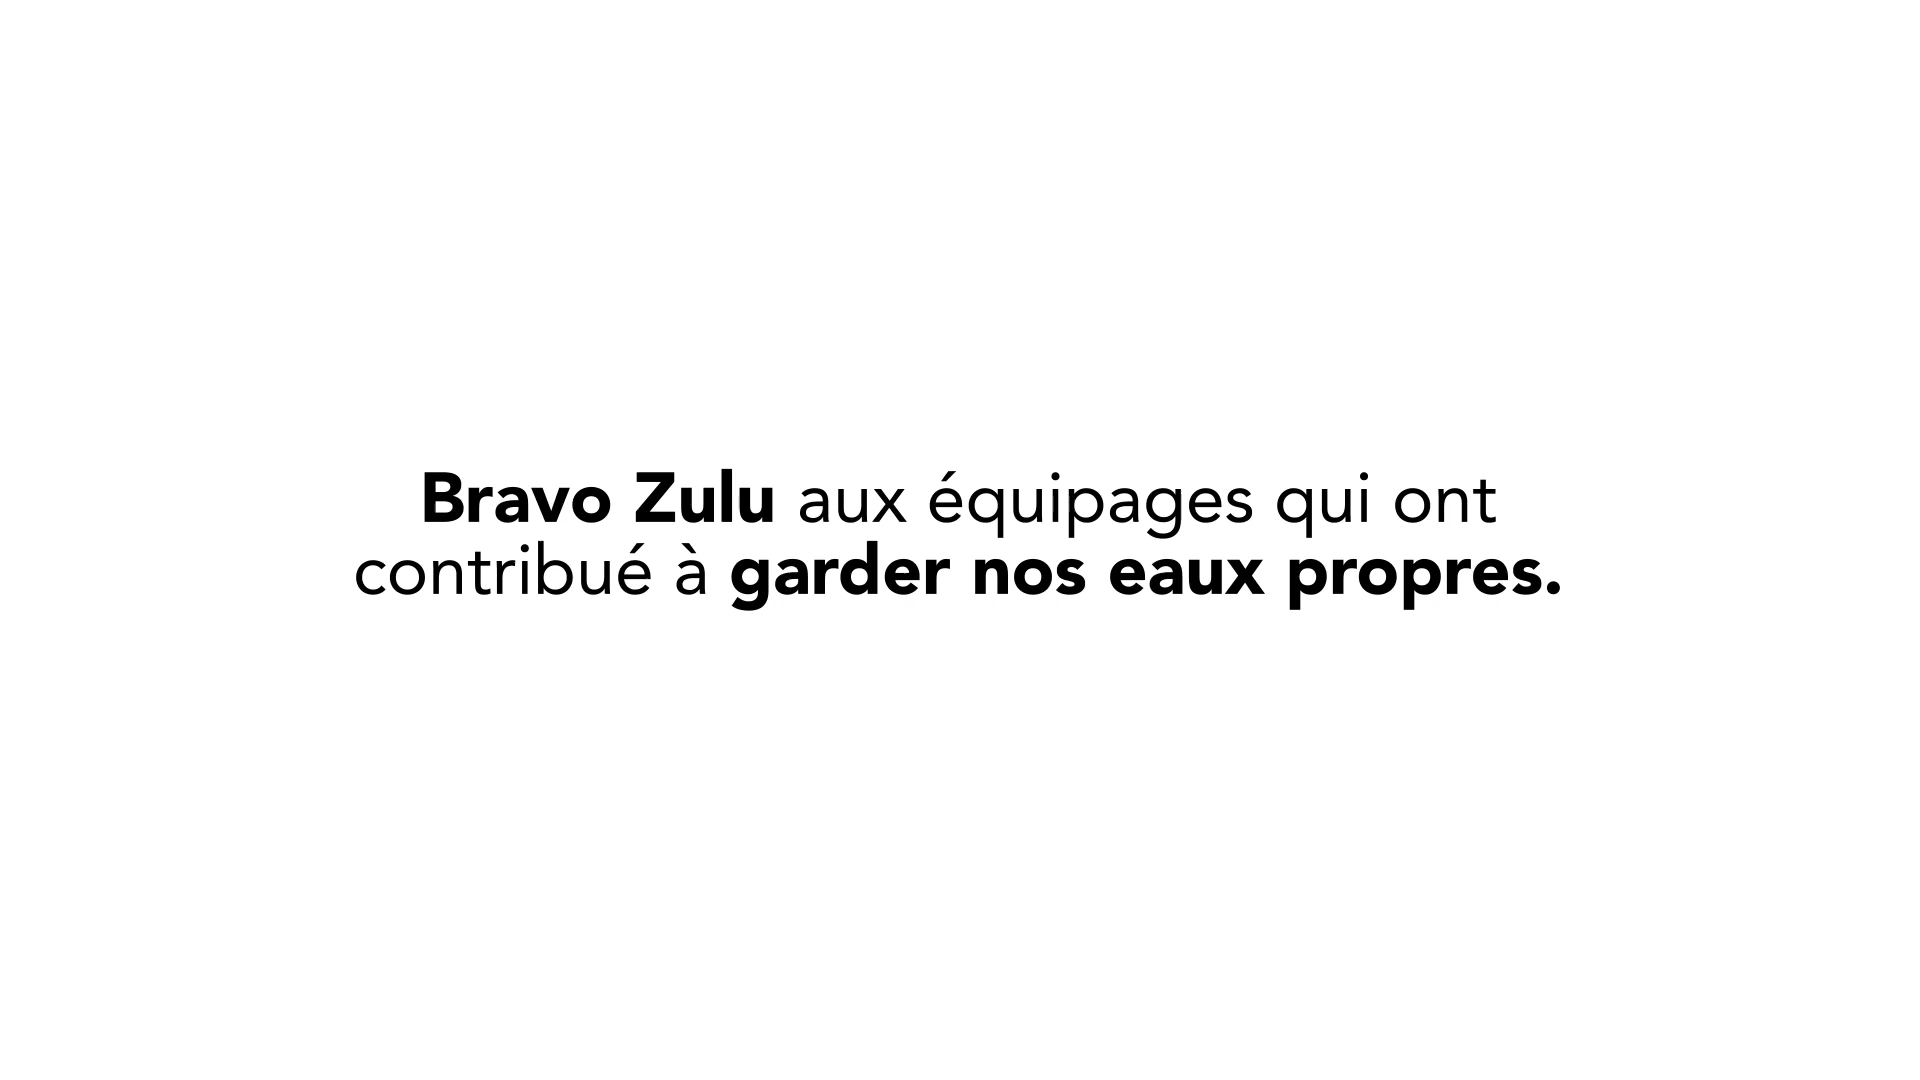 Bravo Zulu aux équipages qui ont
contribué à garder nos eaux propres.